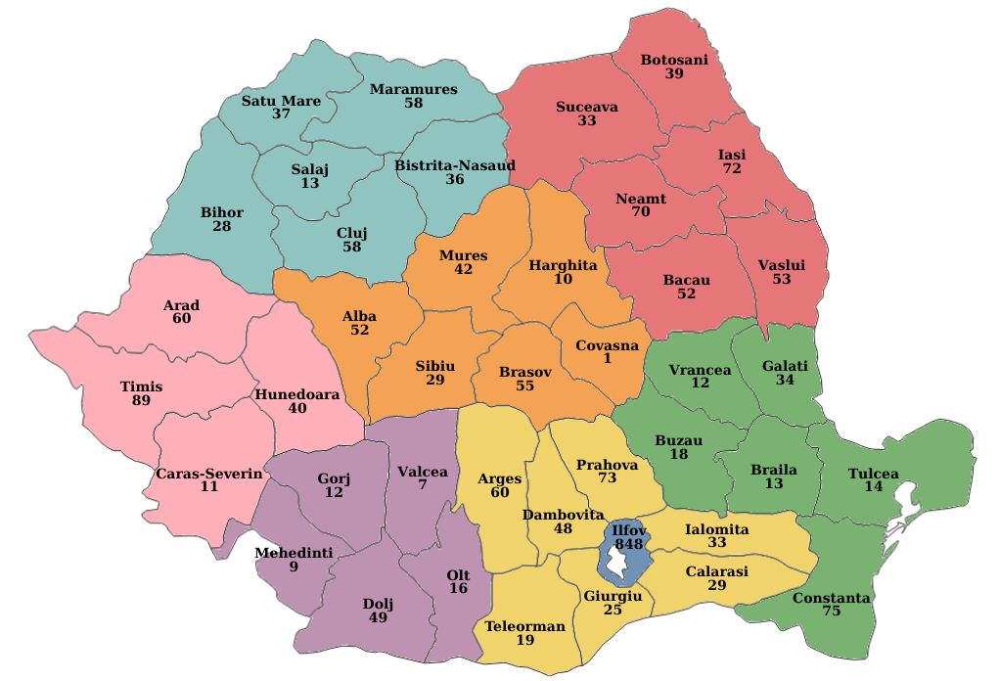 Botosani
39
Maramures
58
Satu Mare
37
Suceava
33
Iasi
72
Bistrita-Nasaud
36
Salaj
13
Neamt
70
Bihor
28
Cluj
58
Mures
42
Harghita
10
Vaslui
53
Bacau
52
Arad
60
Alba
52
Covasna
1
Sibiu
29
Brasov
55
Vrancea
12
Galati
34
Timis
89
Hunedoara
40
Buzau
18
Prahova
73
Braila
13
Tulcea
14
Caras-Severin
11
Gorj
12
Valcea
7
Arges
60
Dambovita
48
Ilfov
848
Ialomita
33
Mehedinti
9
Olt
16
Calarasi
29
Giurgiu
25
Constanta
75
Dolj
49
Teleorman
19